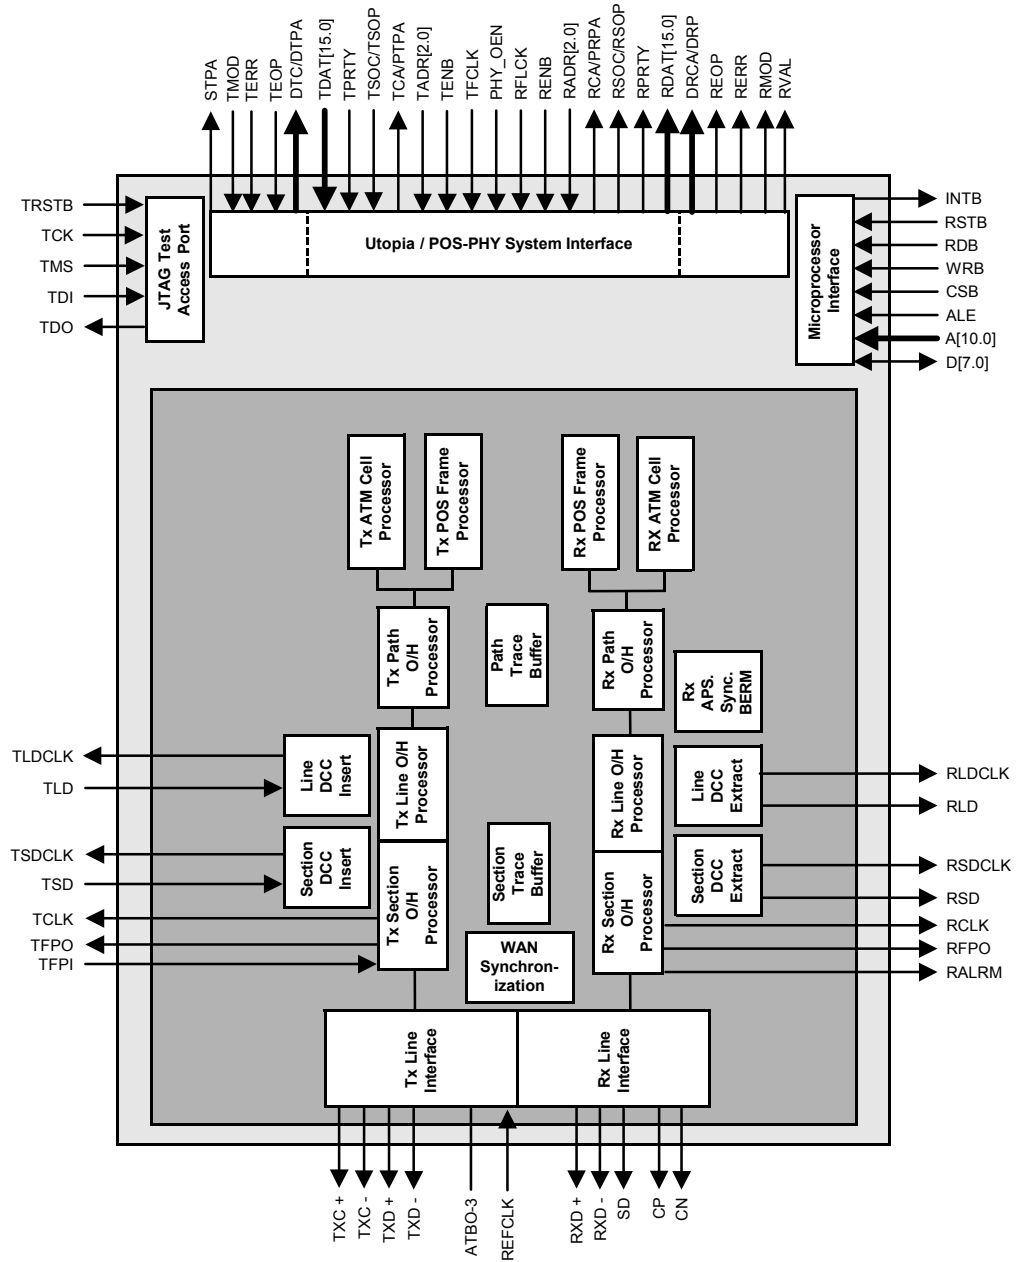 STPA
TMOD
TERR
TEOP
DTC/DTPA
TDAT[15.0]
TPRTY
TSOC/TSOP
TCA/PTPA
TADR[2.0]
TENB
TFCLK
PHY_OEN
RFLCK
RENB
RADR[2.0]
RCA/PRPA
RSOC/RSOP
RPRTY
RDAT[15.0]
DRCA/DRP
REOP
RERR
RMOD
RVAL
TRSTB
TCK
TMS
TDI
TDO
JTAG Test
Access Port
Utopia / POS-PHY System Interface
Microprocessor
Interface
INTB
RSTB
RDB
WRB
CSB
ALE
A[10.0]
D[7.0]
Tx ATM Cell
Processor
Tx POS Frame
Processor
Rx POS Frame
Processor
RX ATM Cell
Processor
Tx Path
O/H
Processor
Path
Trace
Buffer
Rx Path
O/H
Processor
Rx
APS.
Sync.
BERM
TLDCLK
TLD
Line
DCC
Insert
Tx Line O/H
Processor
Rx Line O/H
Processor
Line
DCC
Extract
RLDCLK
RLD
TSDCLK
TSD
TCLK
TFPO
TFPI
Section
DCC
Insert
Tx Section
O/H
Processor
Section
Trace
Buffer
Rx Section
O/H
Processor
Section
DCC
Extract
RSDCLK
RSD
RCLK
RFPO
RALRM
WAN
Synchron-
ization
Tx Line
Interface
Rx Line
Interface
TXC +
TXC -
TXD +
TXD -
ATBO-3
REFCLK
RXD +
RXD -
SD
CP
CN